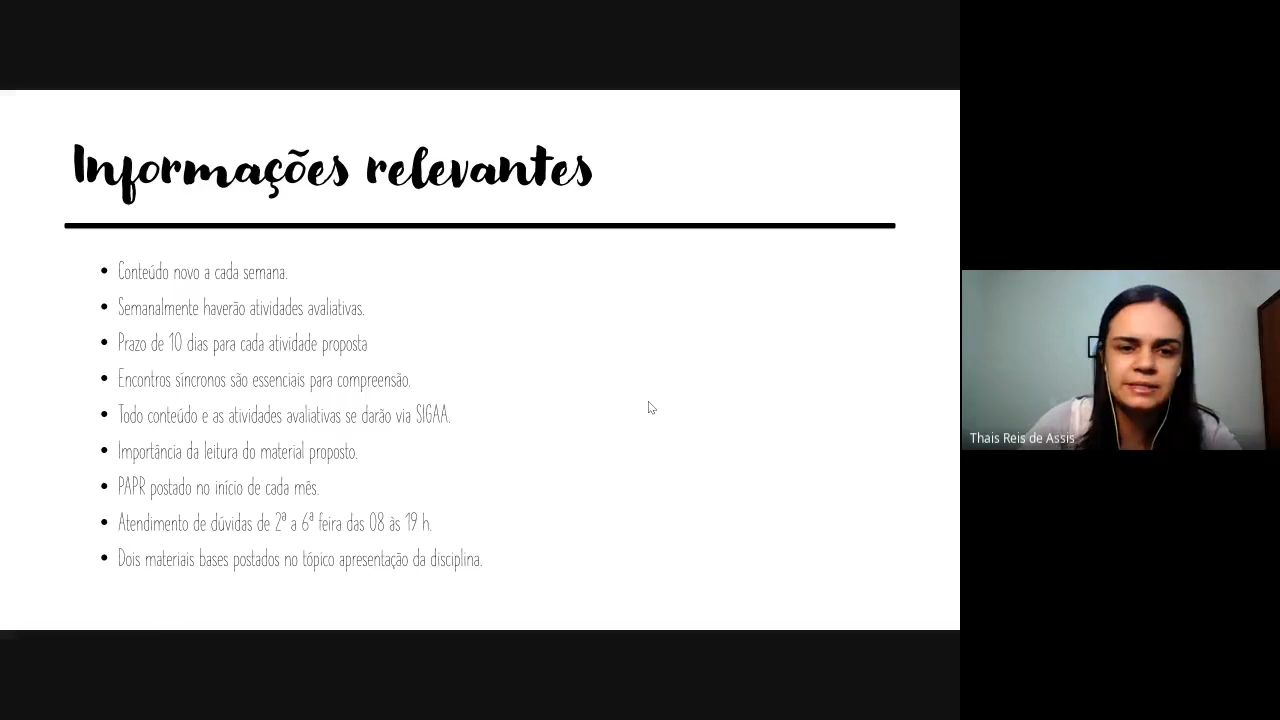 Informações relevantes
• Conteúdo novo a cada semana.
• Semanalmente haverão atividades avaliativas.
• Prazo de 10 dias para cada atividade proposta
• Encontros síncronos são essenciais para compreensão.
• Todo conteúdo e as atividades avaliativas se darão via SIGAA.
• Importância da leitura do material proposto.
• PAPR postado no início de cada mês.
• Atendimento de dúvidas de 2ª a 6ª feira das 08 às 19 h.
• Dois materiais bases postados no tópico apresentação da disciplina.
Thais Reis de Assis